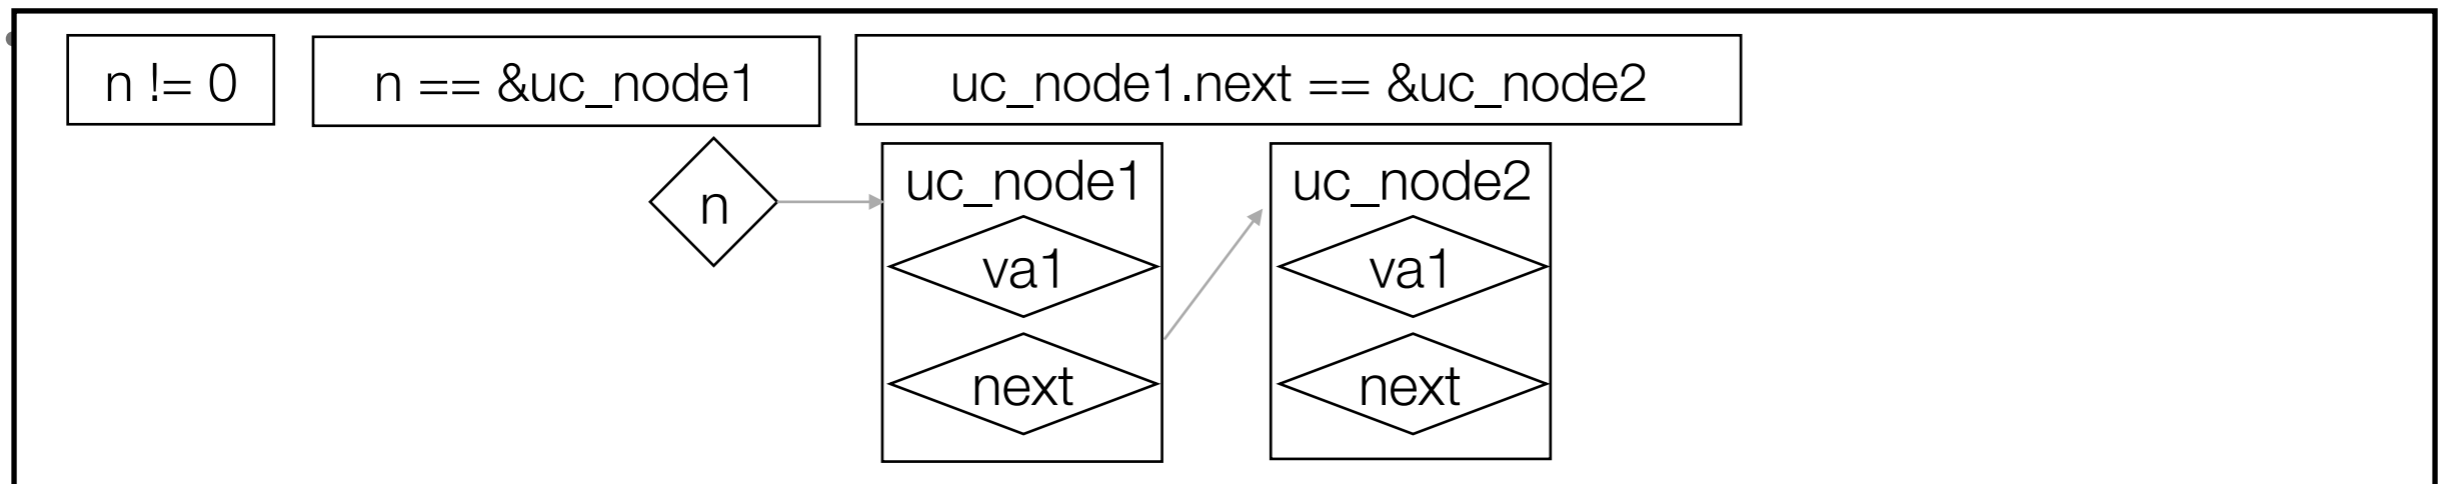 n != 0
n == &uc_node1
uc_node1.next == &uc_node2
n
uc_node1
va1
next
uc_node2
va1
next